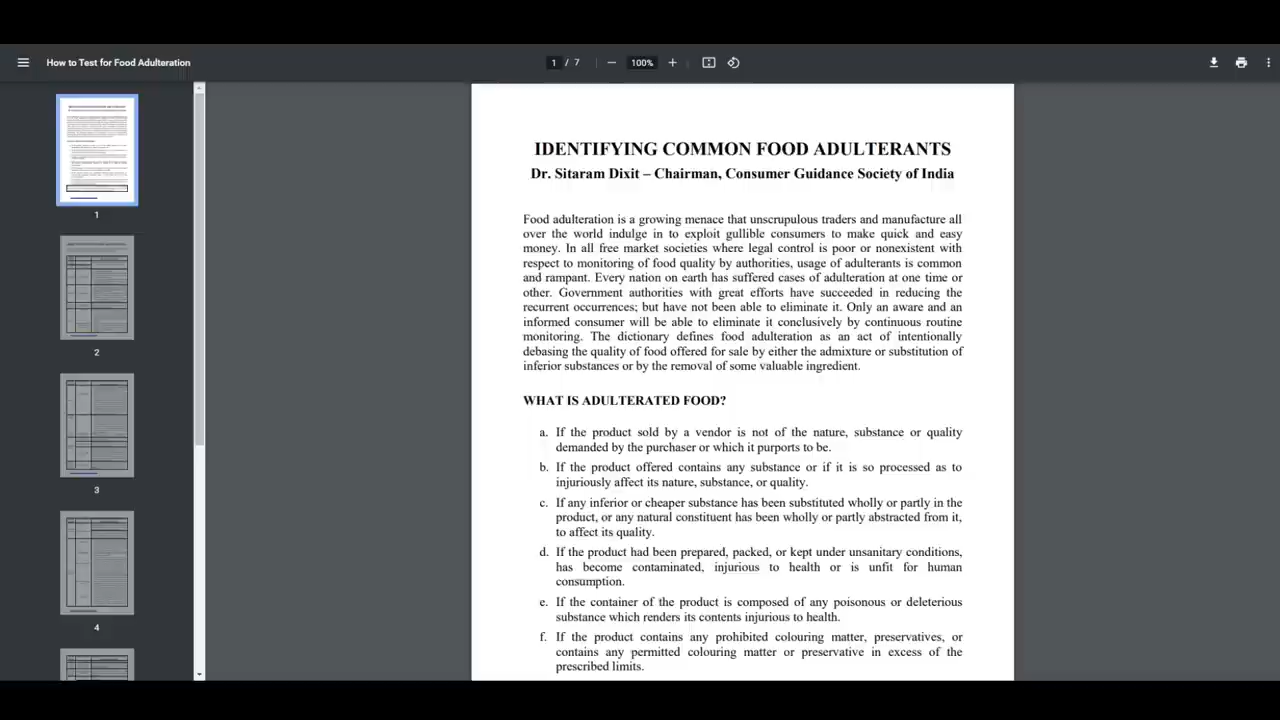 How to Test for Food Adulteration
1 / 7
100%
IDENTIFYING COMMON FOOD ADULTERANTS
Dr. Sitaram Dixit – Chairman, Consumer Guidance Society of India
Food adulteration is a growing menace that unscrupulous traders and manufacture all
over the world indulge in to exploit gullible consumers to make quick and easy
money. In all free market societies where legal control is poor or nonexistent with
respect to monitoring of food quality by authorities, usage of adulterants is common
and rampant. Every nation on earth has suffered cases of adulteration at one time or
other. Government authorities with great efforts have succeeded in reducing the
recurrent occurrences; but have not been able to eliminate it. Only an aware and an
informed consumer will be able to eliminate it conclusively by continuous routine
monitoring. The dictionary defines food adulteration as an act of intentionally
debasing the quality of food offered for sale by either the admixture or substitution of
inferior substances or by the removal of some valuable ingredient.
WHAT IS ADULTERATED FOOD?
a. If the product sold by a vendor is not of the nature, substance or quality
demanded by the purchaser or which it purports to be.
b. If the product offered contains any substance or if it is so processed as to
injuriously affect its nature, substance, or quality.
c. If any inferior or cheaper substance has been substituted wholly or partly in the
product, or any natural constituent has been wholly or partly abstracted from it,
to affect its quality.
d. If the product had been prepared, packed, or kept under unsanitary conditions,
has become contaminated, injurious to health or is unfit for human
consumption.
e. If the container of the product is composed of any poisonous or deleterious
substance which renders its contents injurious to health.
f. If the product contains any prohibited colouring matter, preservatives, or
contains any permitted colouring matter or preservative in excess of the
prescribed limits.
1
2
3
4